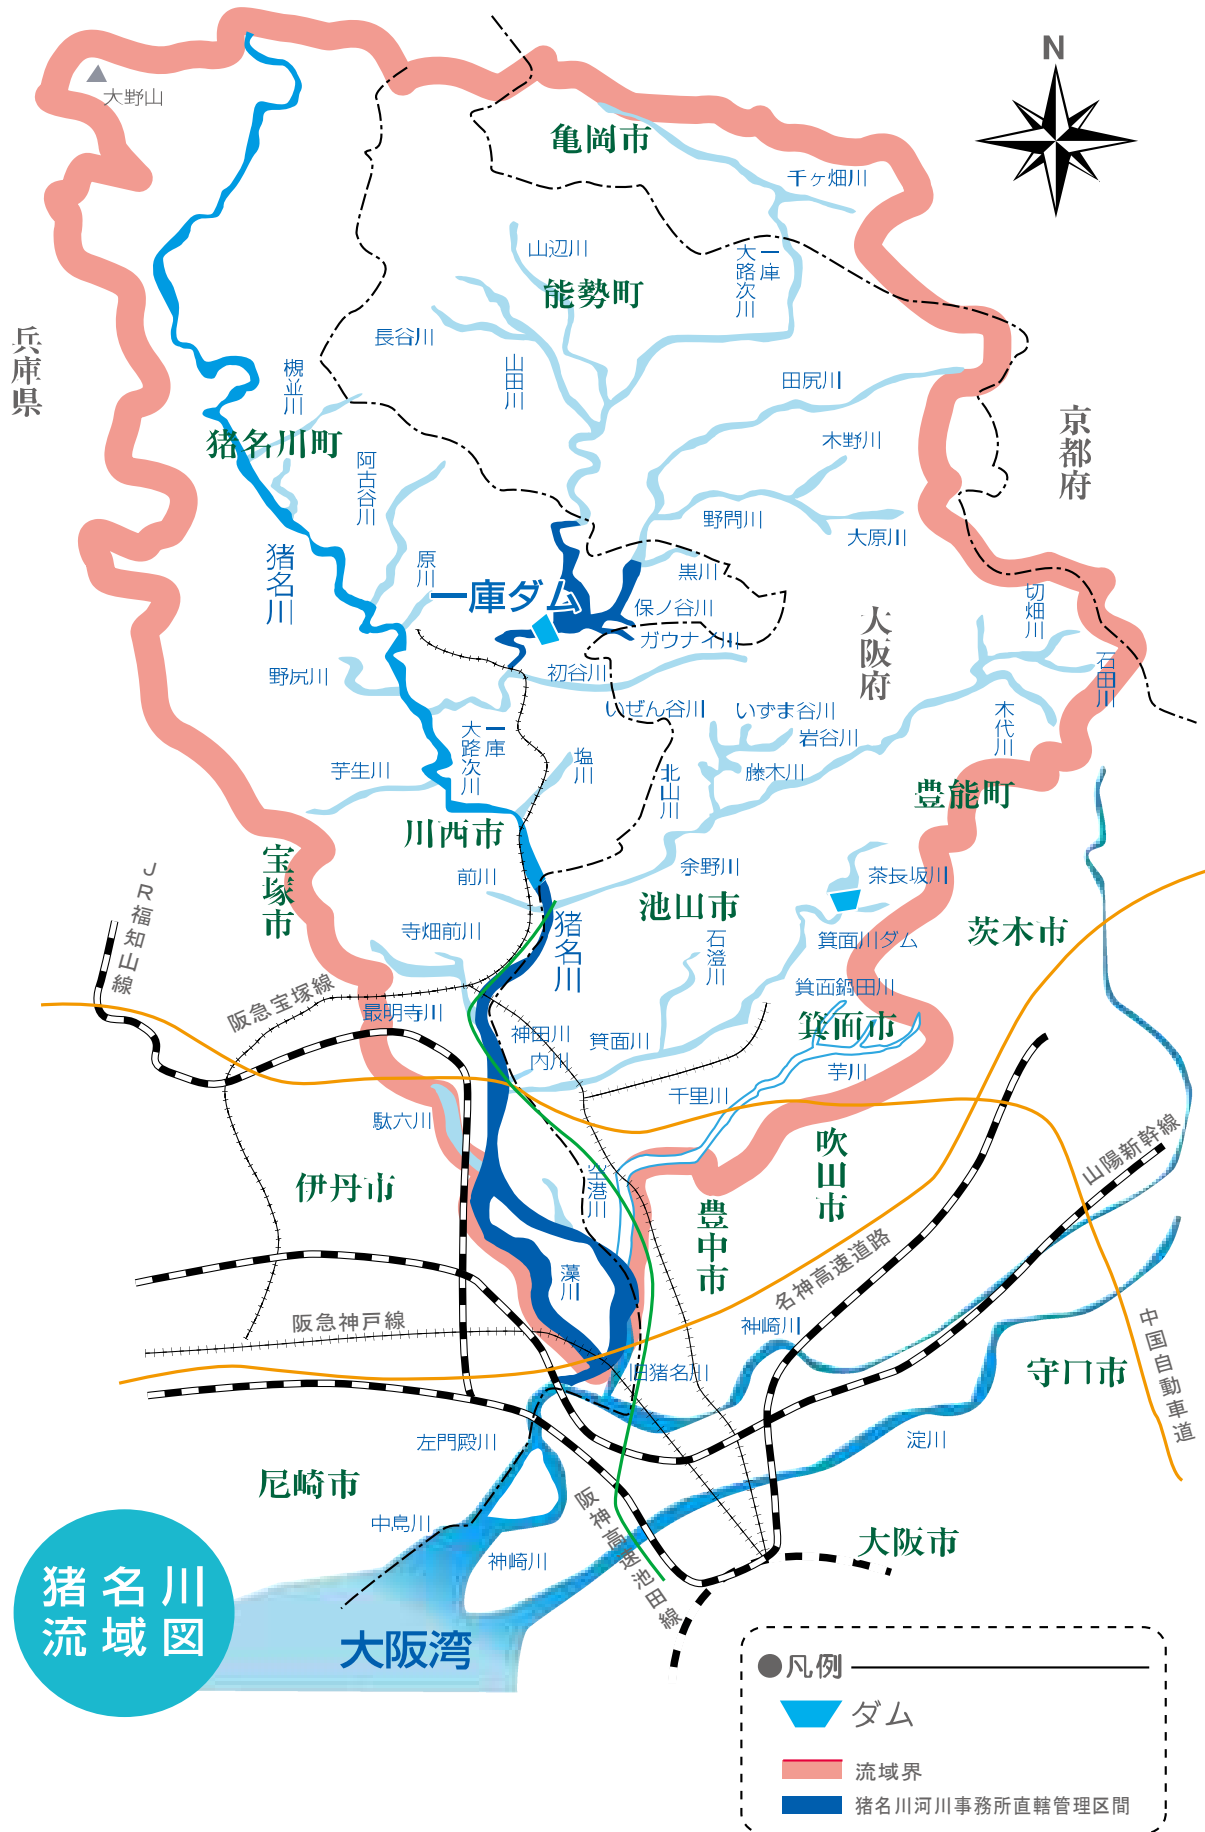 N
大野山
亀岡市
千ヶ畑川
山辺川
一庫
大路次川
能勢町
兵庫県
長谷川
槻並川
山田川
田尻川
京都府
猪名川町
木野川
阿古谷川
野間川
大原川
猪名川
原川
一庫ダム
黒川
保ノ谷川
ガウナイ川
切畑川
大阪府
野尻川
初谷川
石田川
いぜん谷川
いずま谷川
木代川
一庫
大路次川
岩谷川
芋生川
塩川
北山川
藤木川
豊能町
川西市
宝塚市
前川
余野川
茶長坂川
池山市
JR福知山線
寺畑前川
猪名川
石澄川
箕面川ダム
茨木市
阪急宝塚線
最明寺川
箕面鍋田川
神田川
内川
箕面川
箕面市
芋川
千里川
駄六川
吹田市
山陽新幹線
伊丹市
空港川
豊中市
藻川
名神高速道路
阪急神戸線
神崎川
中国自動車道
旧猪名川
守口市
左門殿川
淀川
尼崎市
阪神高速池田線
中島川
神崎川
大阪市
猪名川
流域図
大阪湾
凡例
ダム
流域界
猪名川河川事務所直轄管理区間